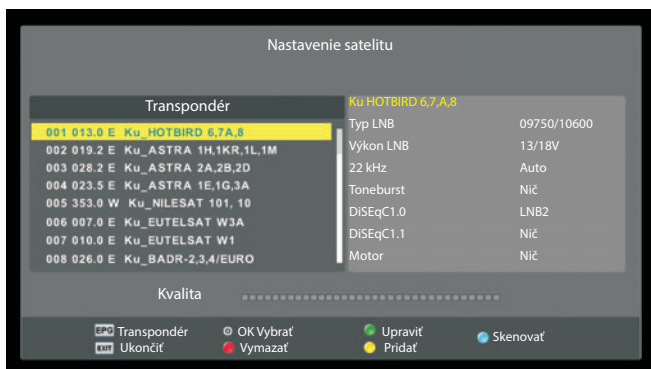 Nastavenie satelitu
Transpondér
001 013.0 E Ku_HOTBIRD 6,7A,8
002 019.2 E Ku_ASTRA 1H,1KR,1L,1M
003 028.2 E Ku_ASTRA 2A,2B,2D
004 023.5 E Ku_ASTRA 1E,1G,3A
005 353.0 W Ku_NILESAT 101, 10
006 007.0 E Ku_EUTELSAT W3A
007 010.0 E Ku_EUTELSAT W1
008 026.0 E Ku_BADR-2,3,4/EURO
Ku HOTBIRD 6,7,A,8
Typ LNB 09750/10600
Výkon LNB 13/18V
22 kHz Auto
Toneburst Nič
DiSEqC1.0 LNB2
DiSEqC1.1 Nič
Motor Nič
Kvalita
EPG Transpondér OK Vybrať Upraviť Skenovať
EXIT Ukončiť Vymazať Pridať